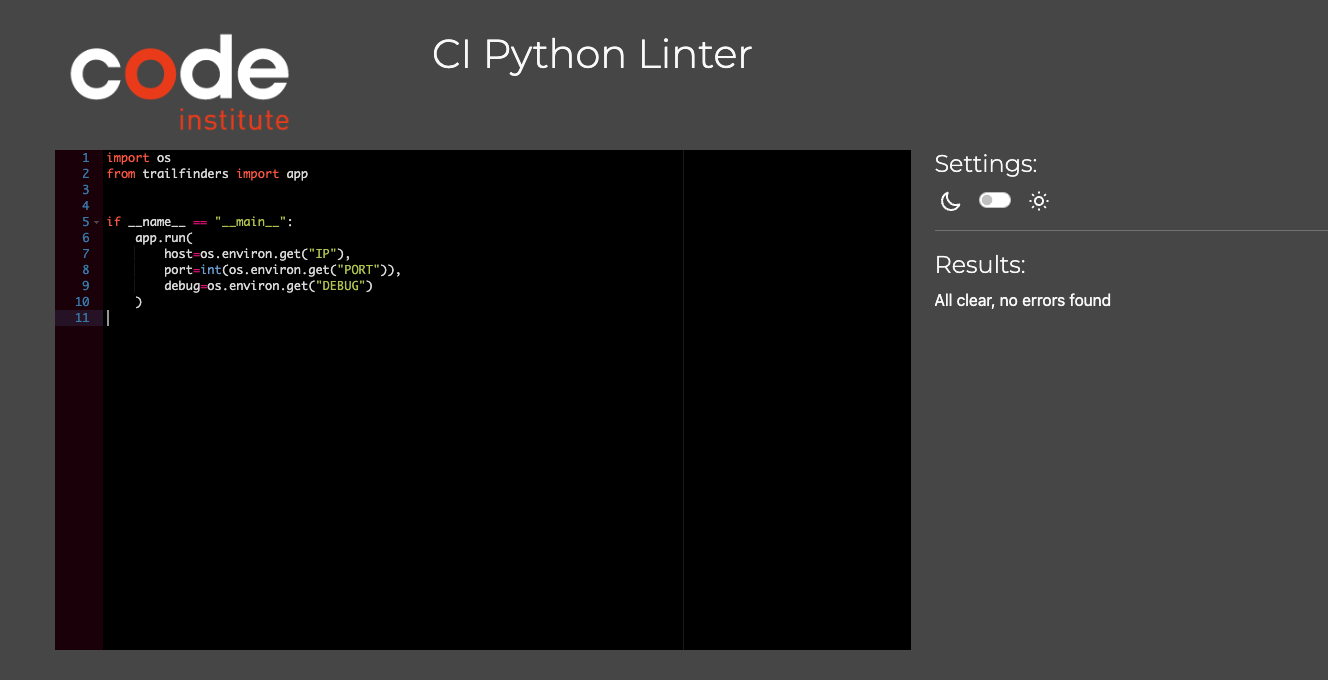 code
institute
CI Python Linter
1 import os
2 from trailfinders import app
3
4
5 if __name__ == "__main__":
6     app.run(
7         host=os.environ.get("IP"),
8         port=int(os.environ.get("PORT")),
9         debug=os.environ.get("DEBUG")
10     )
11
Settings:
Results:
All clear, no errors found